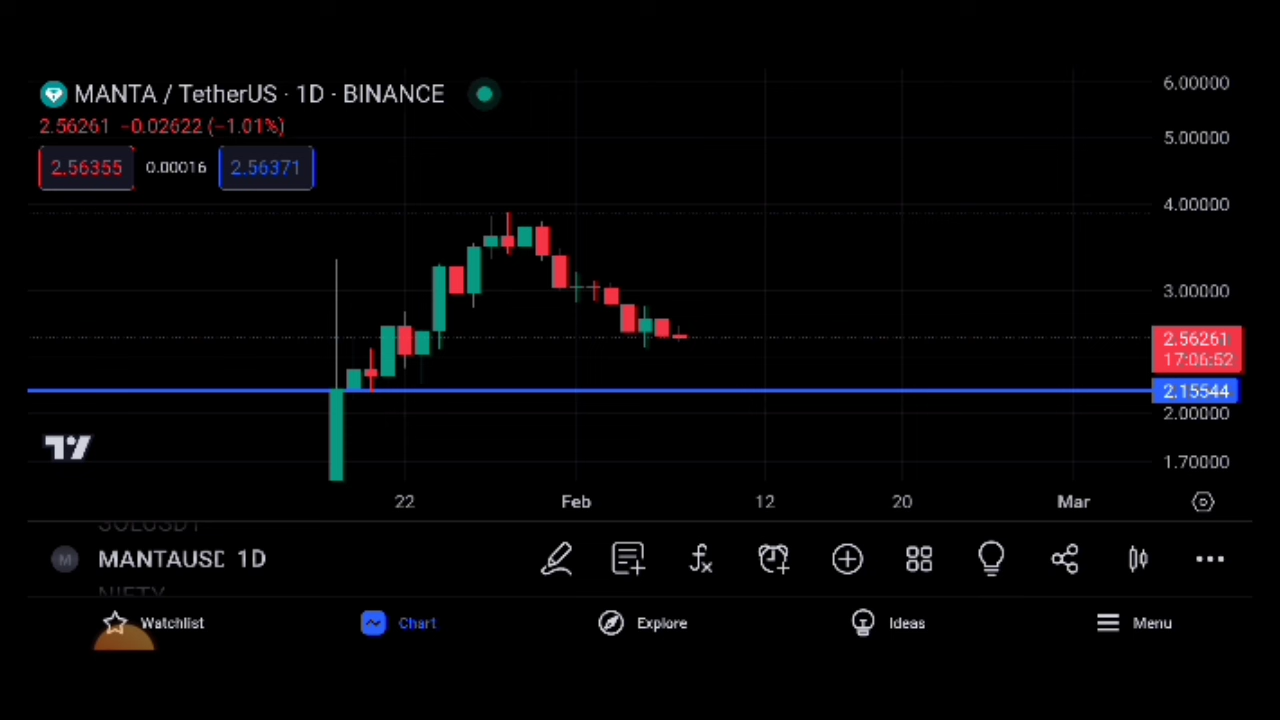 MANTA / TetherUS · 1D · BINANCE
2.56261 −0.02622 (−1.01%)
2.56355 0.00016 2.56371
6.00000
5.00000
4.00000
3.00000
2.56261
17:06:52
2.15544
2.00000
1.70000
22 Feb 12 20 Mar
SOLUSDT
M MANTAUSD 1D
NIFTY
Watchlist Chart Explore Ideas Menu